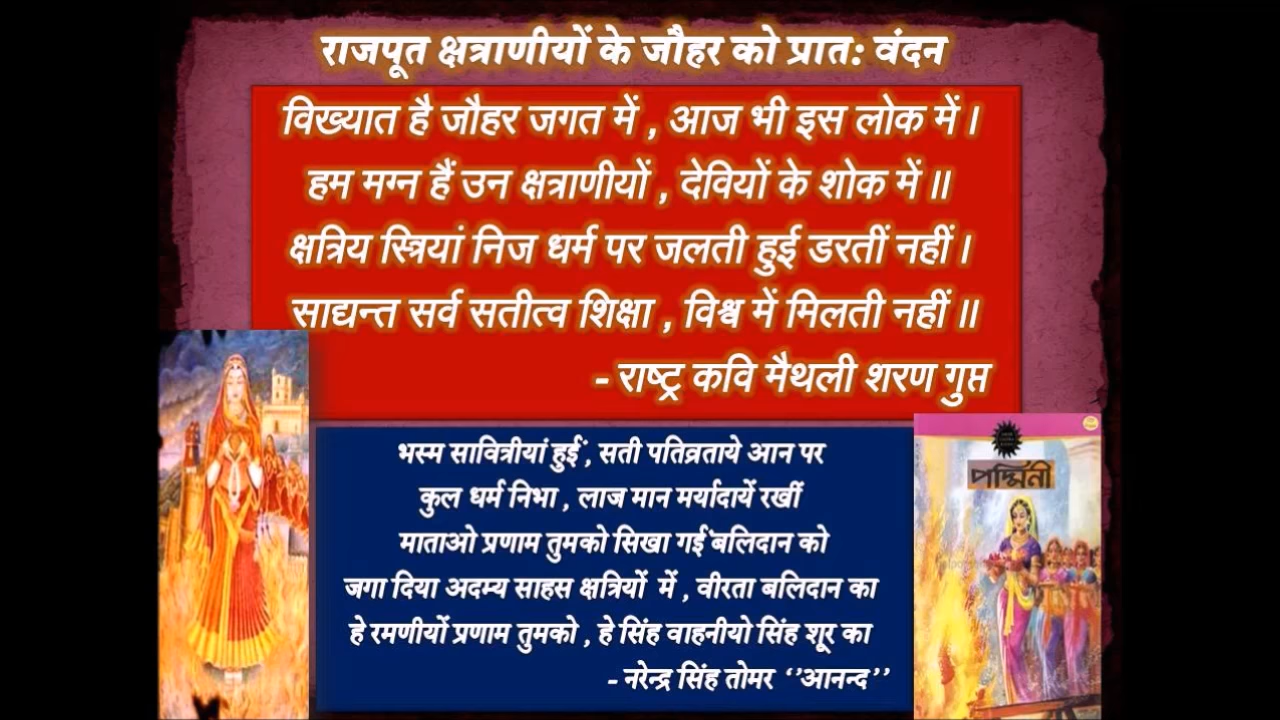 राजपूत क्षत्राणीयों के जौहर को प्रात: वंदन
विख्यात है जौहर जगत में , आज भी इस लोक में ।
हम मग्न हैं उन क्षत्राणीयों , देवियों के शोक में ॥
क्षत्रिय स्त्रियां निज धर्म पर जलती हुई डरतीं नहीं ।
साद्यन्त सर्व सतीत्व शिक्षा , विश्व में मिलती नहीं ॥
- राष्ट्र कवि मैथली शरण गुप्त
भस्म सावित्रीयां हुईं , सती पतिव्रताये आन पर
कुल धर्म निभा , लाज मान मर्यादायें रखीं
माताओ प्रणाम तुमको सिखा गईं बलिदान को
जगा दिया अदम्य साहस क्षत्रियों में , वीरता बलिदान का
हे रमणीयों प्रणाम तुमको , हे सिंह वाहनीयो सिंह शूर का
- नरेन्द्र सिंह तोमर ‘’आनन्द’’
পদ্মিনী